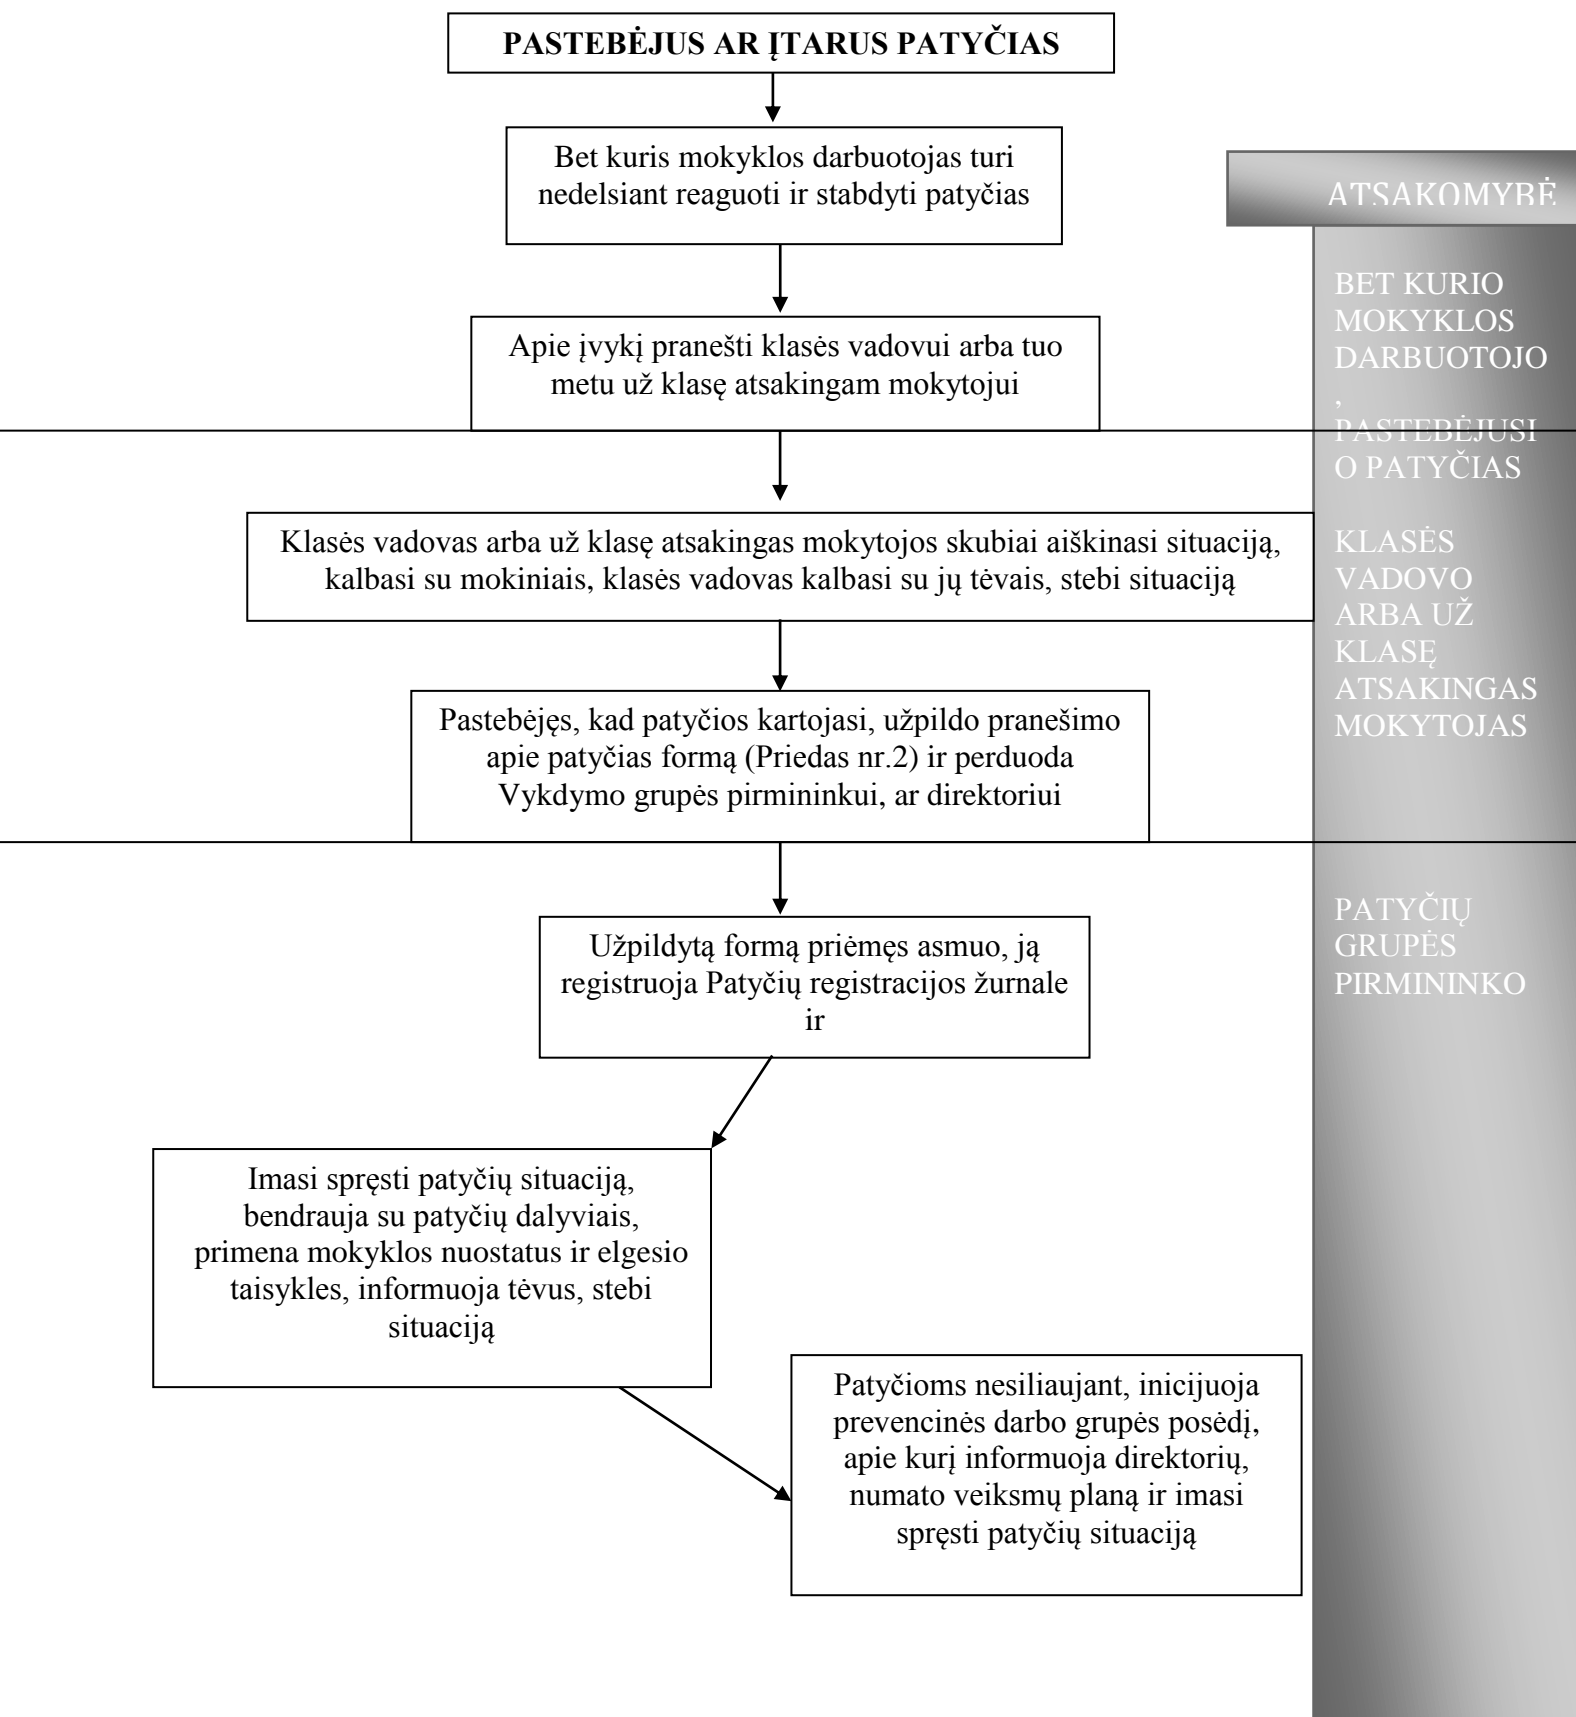 PASTEBĖJUS AR ĮTARUS PATYČIAS
Bet kuris mokyklos darbuotojas turi
nedelsiant reaguoti ir stabdyti patyčias
Apie įvykį pranešti klasės vadovui arba tuo
metu už klasę atsakingam mokytojui
Klasės vadovas arba už klasę atsakingas mokytojos skubiai aiškinasi situaciją,
kalbasi su mokiniais, klasės vadovas kalbasi su jų tėvais, stebi situaciją
Pastebėjęs, kad patyčios kartojasi, užpildo pranešimo
apie patyčias formą (Priedas nr.2) ir perduoda
Vykdymo grupės pirmininkui, ar direktoriui
Užpildytą formą priėmęs asmuo, ją
registruoja Patyčių registracijos žurnale
ir
Imasi spręsti patyčių situaciją,
bendrauja su patyčių dalyviais,
primena mokyklos nuostatus ir elgesio
taisykles, informuoja tėvus, stebi
situaciją
Patyčioms nesiliaujant, inicijuoja
prevencinės darbo grupės posėdį,
apie kurį informuoja direktorių,
numato veiksmų planą ir imasi
spręsti patyčių situaciją
ATSAKOMYBĖ
BET KURIO
MOKYKLOS
DARBUOTOJO
,
PASTEBĖJUSI
O PATYČIAS
KLASĖS
VADOVO
ARBA UŽ
KLASĘ
ATSAKINGAS
MOKYTOJAS
PATYČIŲ
GRUPĖS
PIRMININKO